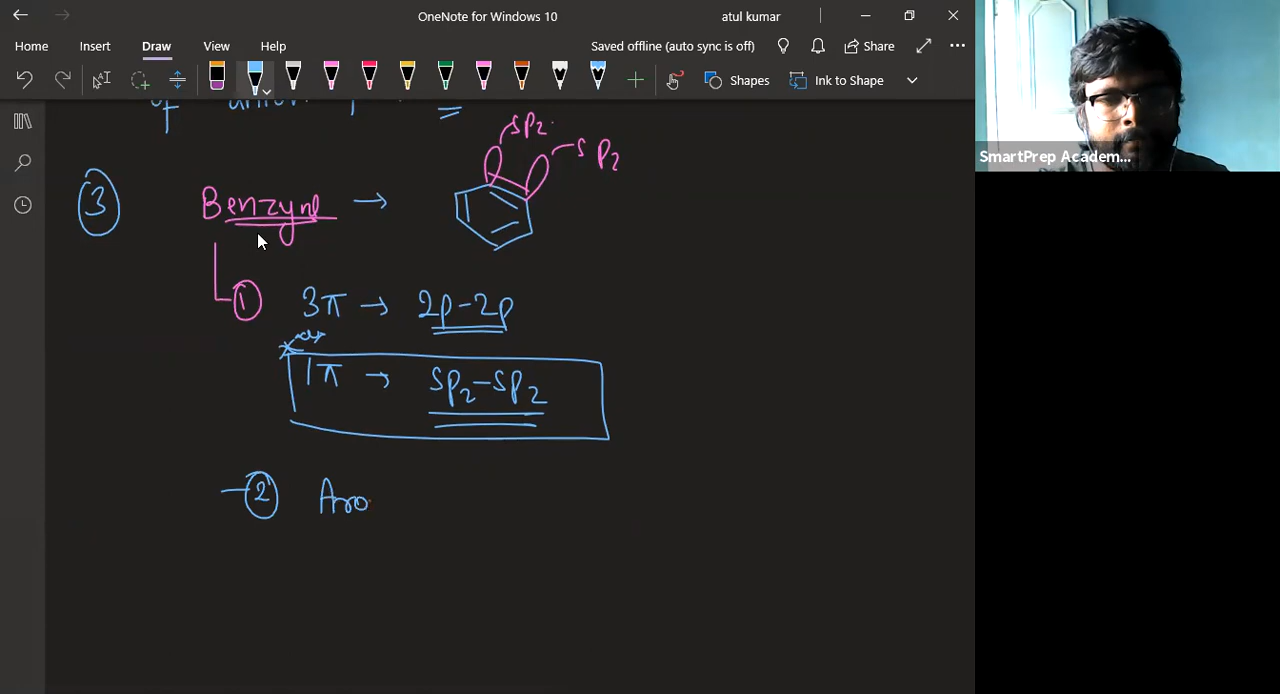 OneNote for Windows 10
atul kumar
Home Insert Draw View Help
Saved offline (auto sync is off)
Share
Shapes
Ink to Shape
SmartPrep Academ...
of
sp2
sp2
3 Benzyne →
1 3π → 2p-2p
1π → sp2-sp2
2 Aro